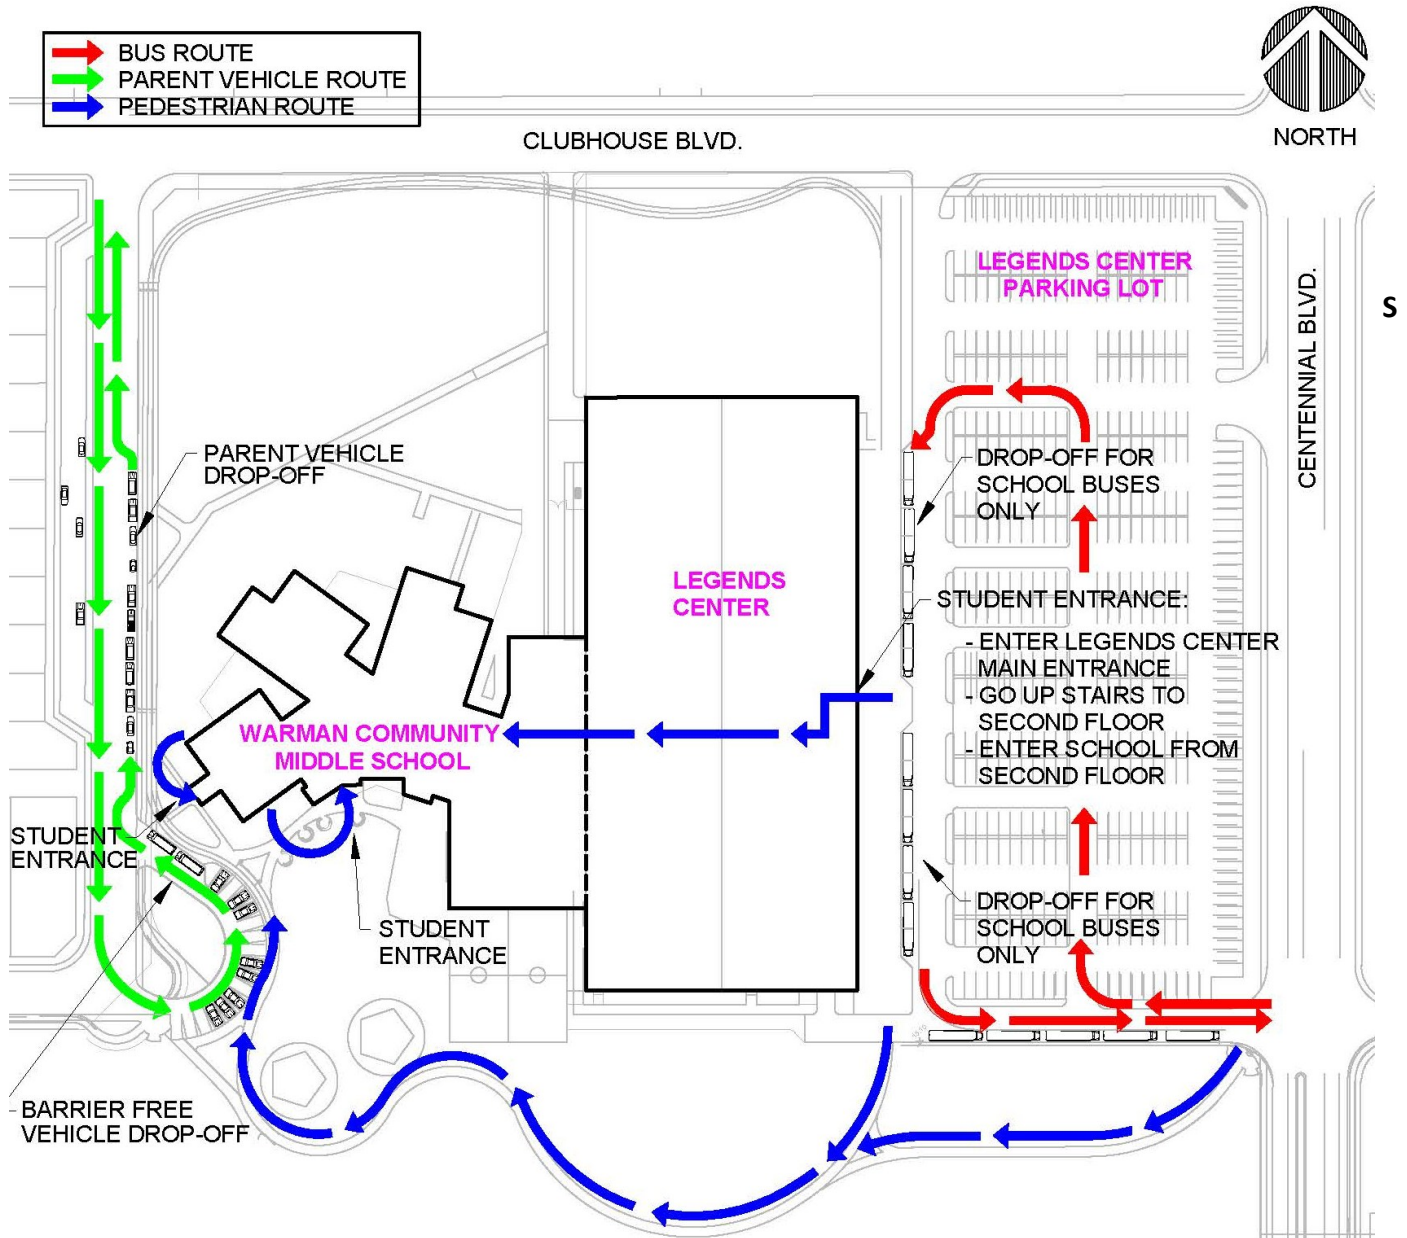 BUS ROUTE
PARENT VEHICLE ROUTE
PEDESTRIAN ROUTE
NORTH
CLUBHOUSE BLVD.
LEGENDS CENTER
PARKING LOT
CENTENNIAL BLVD.
S
PARENT VEHICLE
DROP-OFF
DROP-OFF FOR
SCHOOL BUSES
ONLY
LEGENDS
CENTER
STUDENT ENTRANCE:
- ENTER LEGENDS CENTER
MAIN ENTRANCE
- GO UP STAIRS TO
SECOND FLOOR
- ENTER SCHOOL FROM
SECOND FLOOR
WARMAN COMMUNITY
MIDDLE SCHOOL
STUDENT
ENTRANCE
STUDENT
ENTRANCE
DROP-OFF FOR
SCHOOL BUSES
ONLY
BARRIER FREE
VEHICLE DROP-OFF